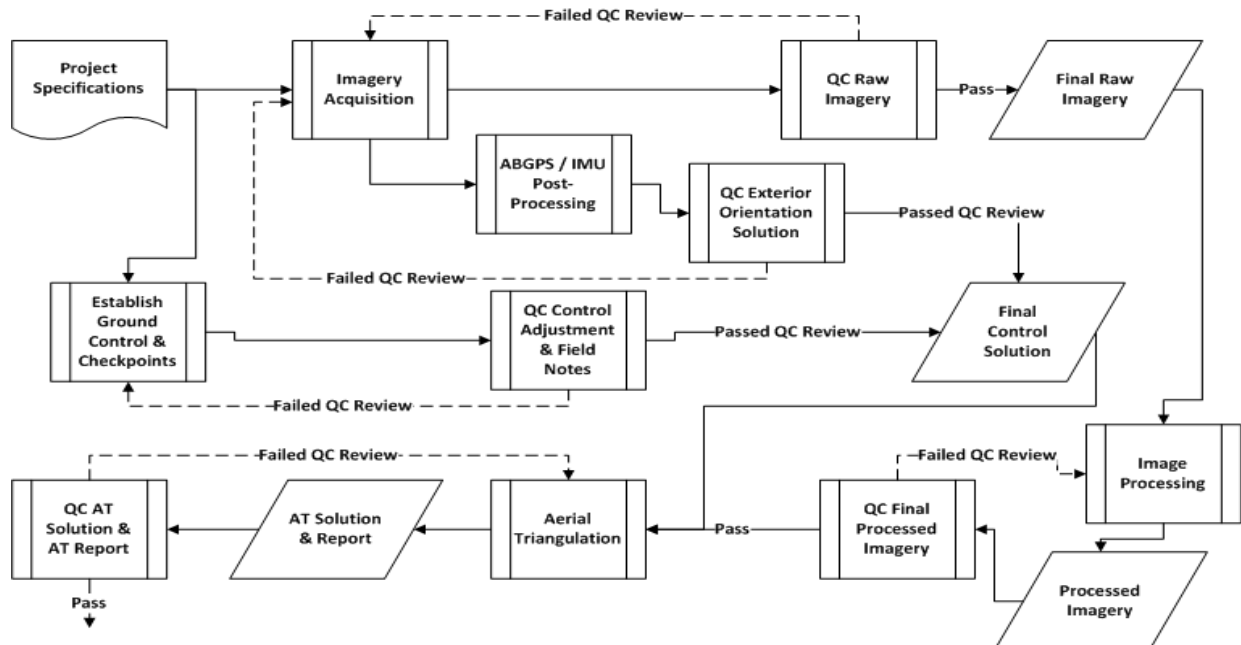 Failed QC Review
Project
Specifications
Imagery
Acquisition
QC Raw
Imagery
Pass
Final Raw
Imagery
ABGPS / IMU
Post-
Processing
QC Exterior
Orientation
Solution
Passed QC Review
Failed QC Review
Establish
Ground
Control &
Checkpoints
QC Control
Adjustment
& Field
Notes
Passed QC Review
Final
Control
Solution
Failed QC Review
Failed QC Review
Failed QC Review
Image
Processing
QC AT
Solution &
AT Report
AT Solution
& Report
Aerial
Triangulation
Pass
QC Final
Processed
Imagery
Processed
Imagery
Pass